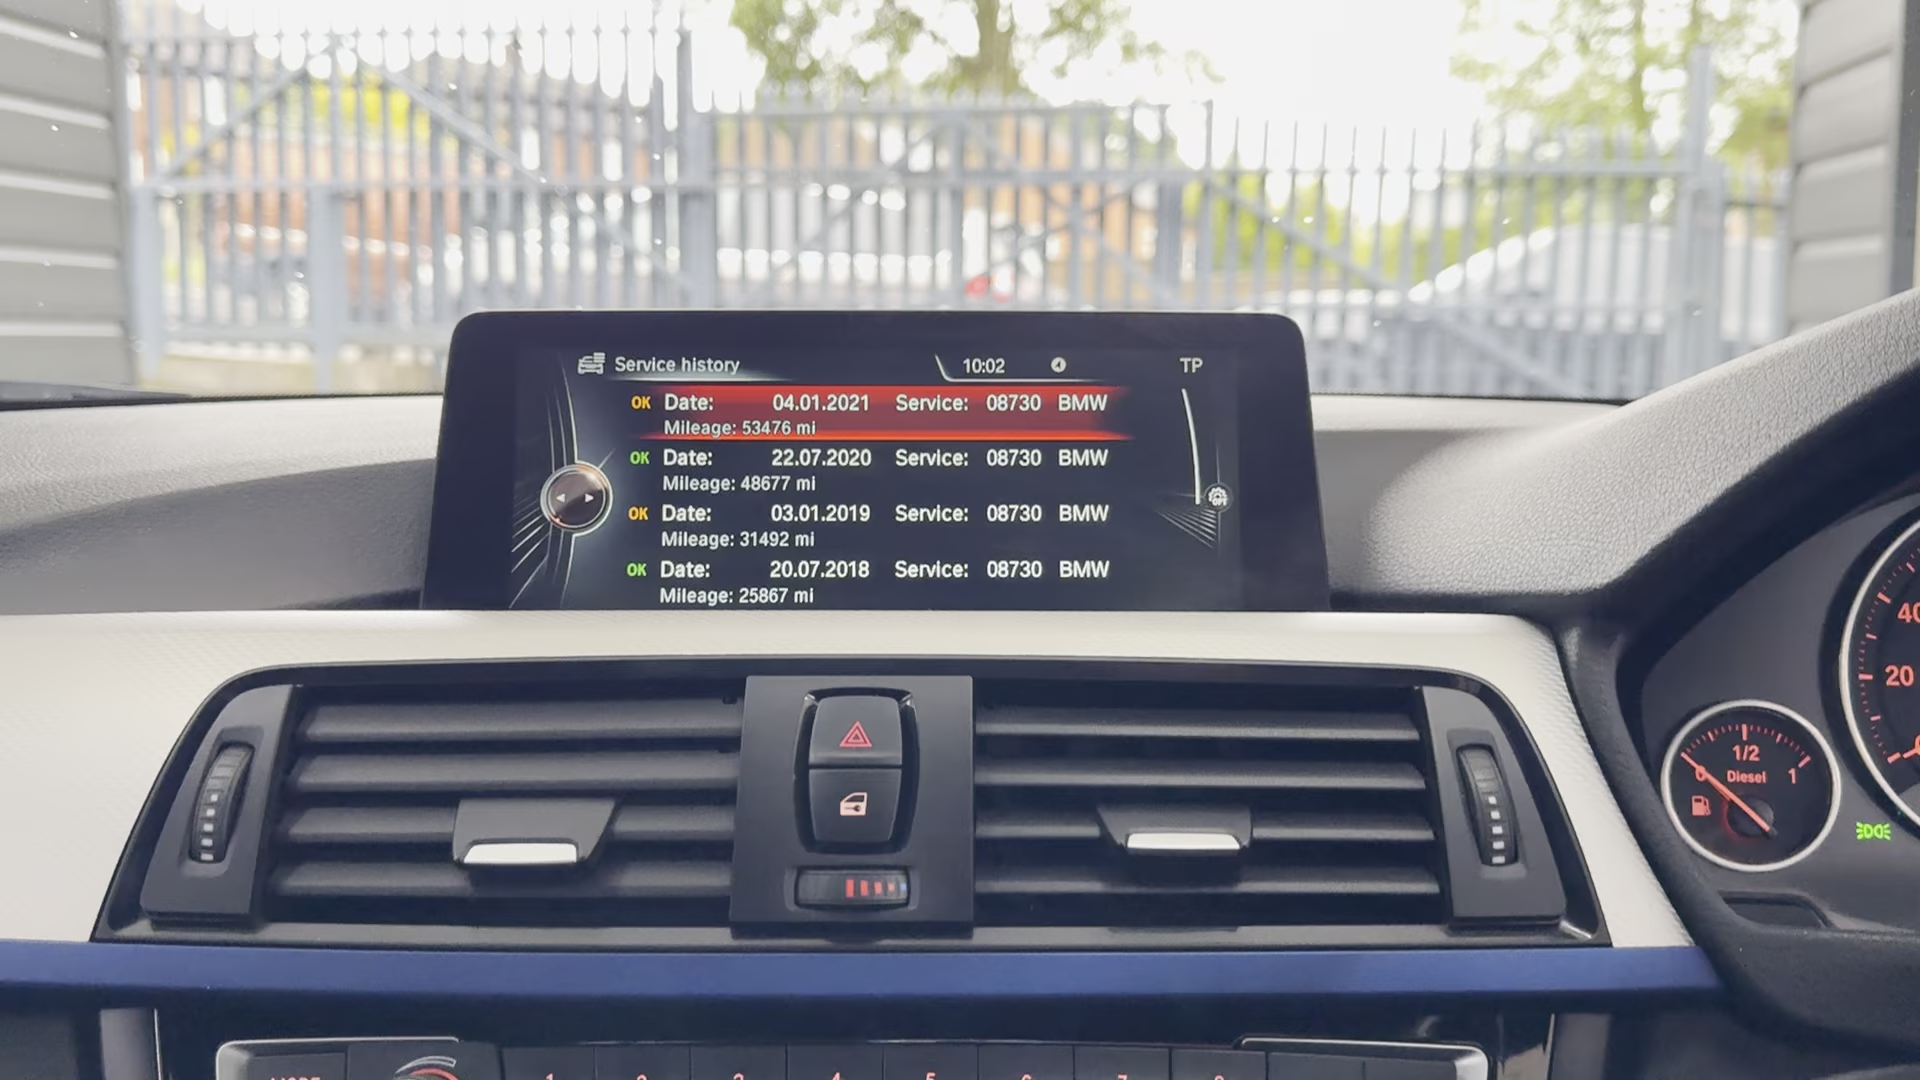 Service history 10:02 TP
OK Date: 04.01.2021 Service: 08730 BMW
Mileage: 53476 mi
OK Date: 22.07.2020 Service: 08730 BMW
Mileage: 48677 mi
OK Date: 03.01.2019 Service: 08730 BMW
Mileage: 31492 mi
OK Date: 20.07.2018 Service: 08730 BMW
Mileage: 25867 mi
OPT
40
20
1/2
0 Diesel 1